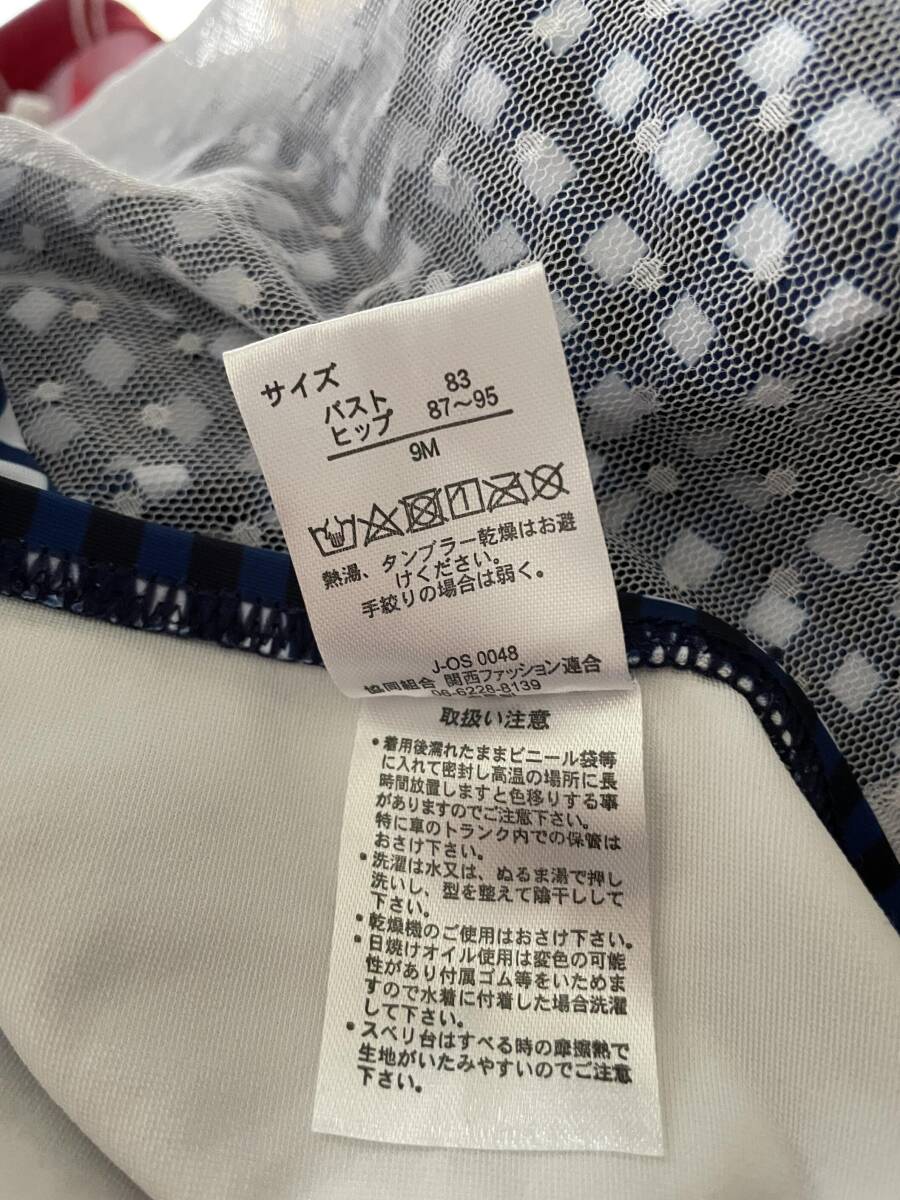 サイズ
バスト 83
ヒップ 87～95
9M
熱湯、タンブラー乾燥はお避
けください。
手絞りの場合は弱く。
J-OS 0048
協同組合 関西ファッション連合
06-6228-8139
取扱い注意
・着用後濡れたままビニール袋等
に入れて密封し高温の場所に長
時間放置しますと色移りする事
がありますのでご注意下さい。
特に車のトランク内での保管は
おさけ下さい。
・洗濯は水又は、ぬるま湯で押し
洗いし、型を整えて陰干しして
下さい。
・乾燥機のご使用はおさけ下さい。
・日焼けオイル使用は変色の可能
性があり付属ゴム等をいためま
すので水着に付着した場合洗濯
して下さい。
・スベリ台はすべる時の摩擦熱で
生地がいたみやすいのでご注意
下さい。